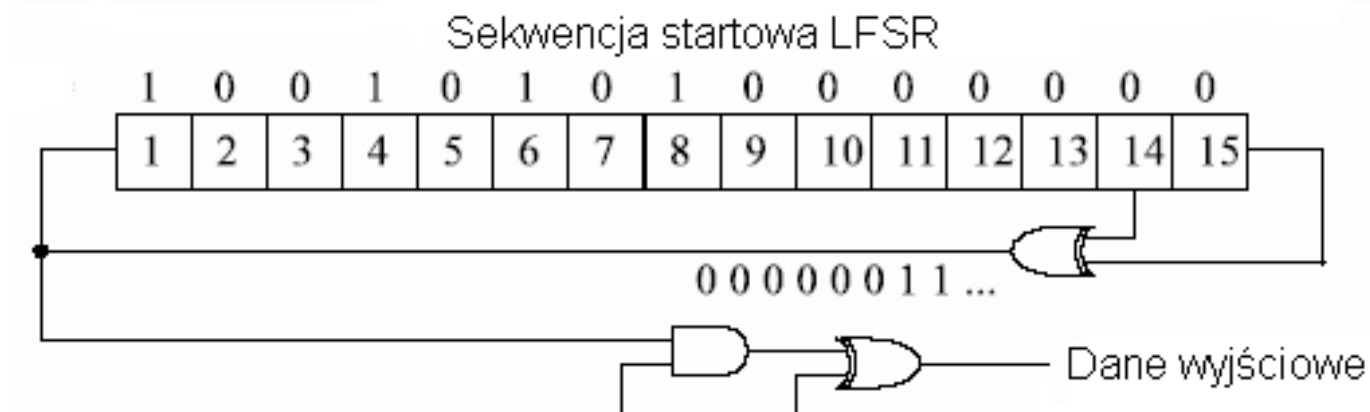 Sekwencja startowa LFSR
1 0 0 1 0 1 0 1 0 0 0 0 0 0 0
1 2 3 4 5 6 7 8 9 10 11 12 13 14 15
0 0 0 0 0 0 1 1 ...
Dane wyjściowe